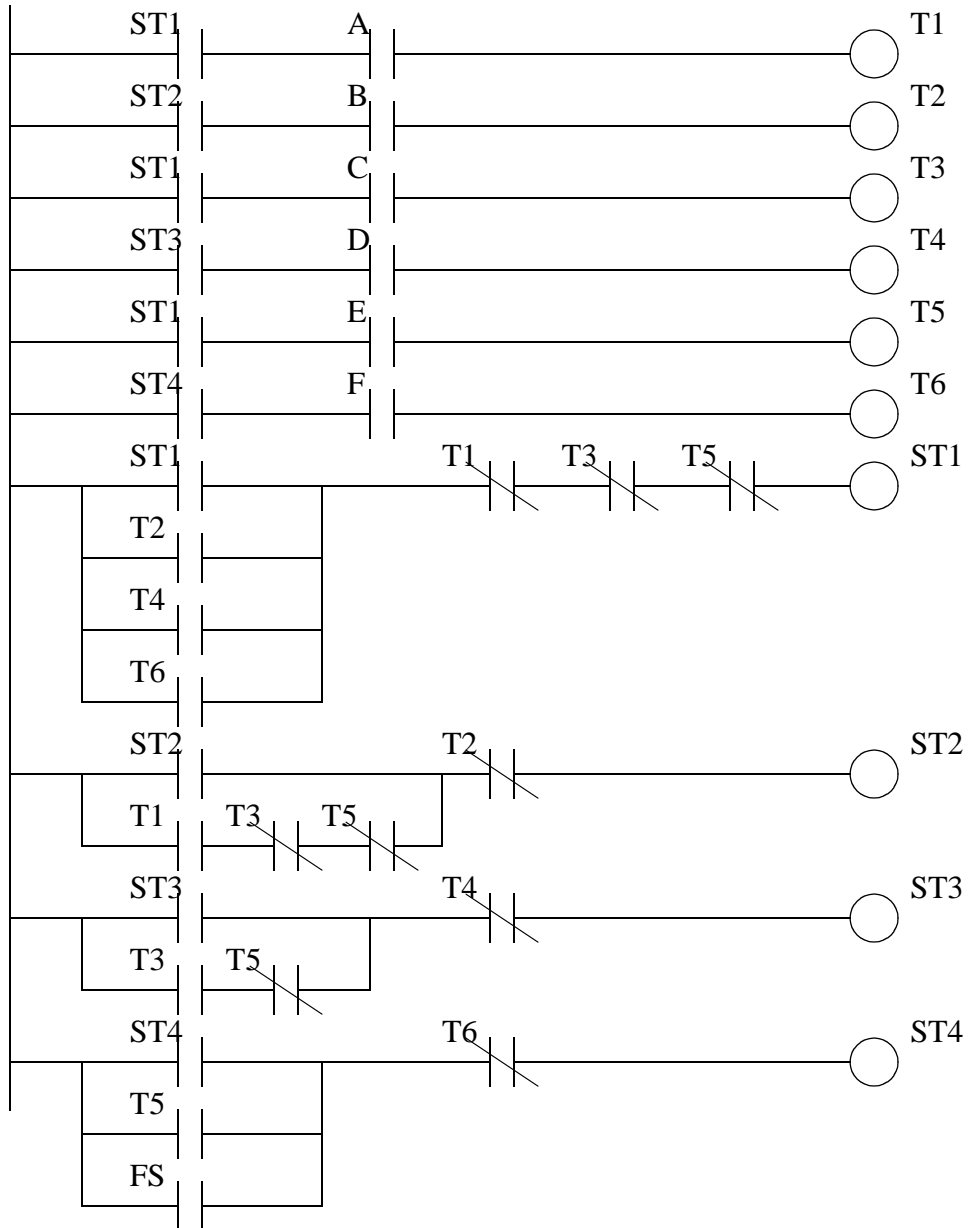 ST1 A T1
ST2 B T2
ST1 C T3
ST3 D T4
ST1 E T5
ST4 F T6
ST1 T1 T3 T5 ST1
T2
T4
T6
ST2 T2 ST2
T1 T3 T5
ST3 T4 ST3
T3 T5
ST4 T6 ST4
T5
FS